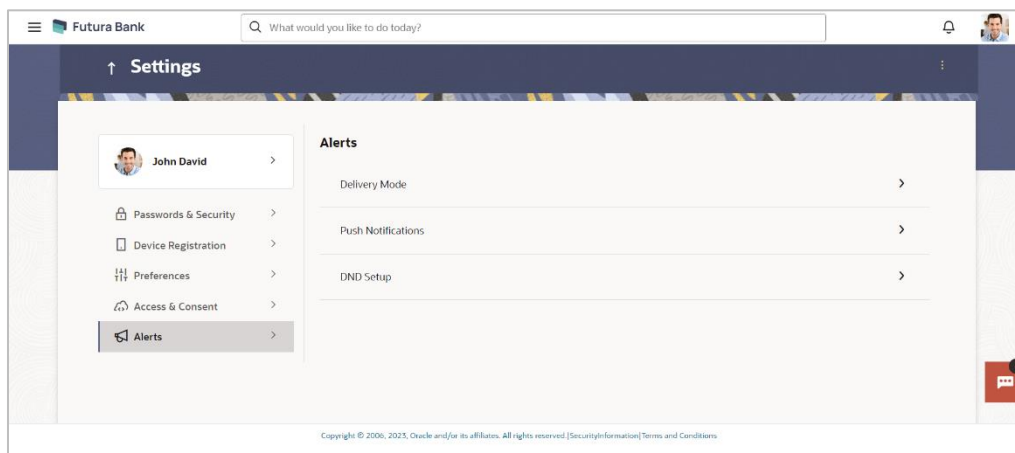 Futura Bank
What would you like to do today?
Settings
John David
Passwords & Security
Device Registration
Preferences
Access & Consent
Alerts
Alerts
Delivery Mode
Push Notifications
DND Setup
Copyright © 2006, 2023, Oracle and/or its affiliates. All rights reserved.|SecurityInformation|Terms and Conditions